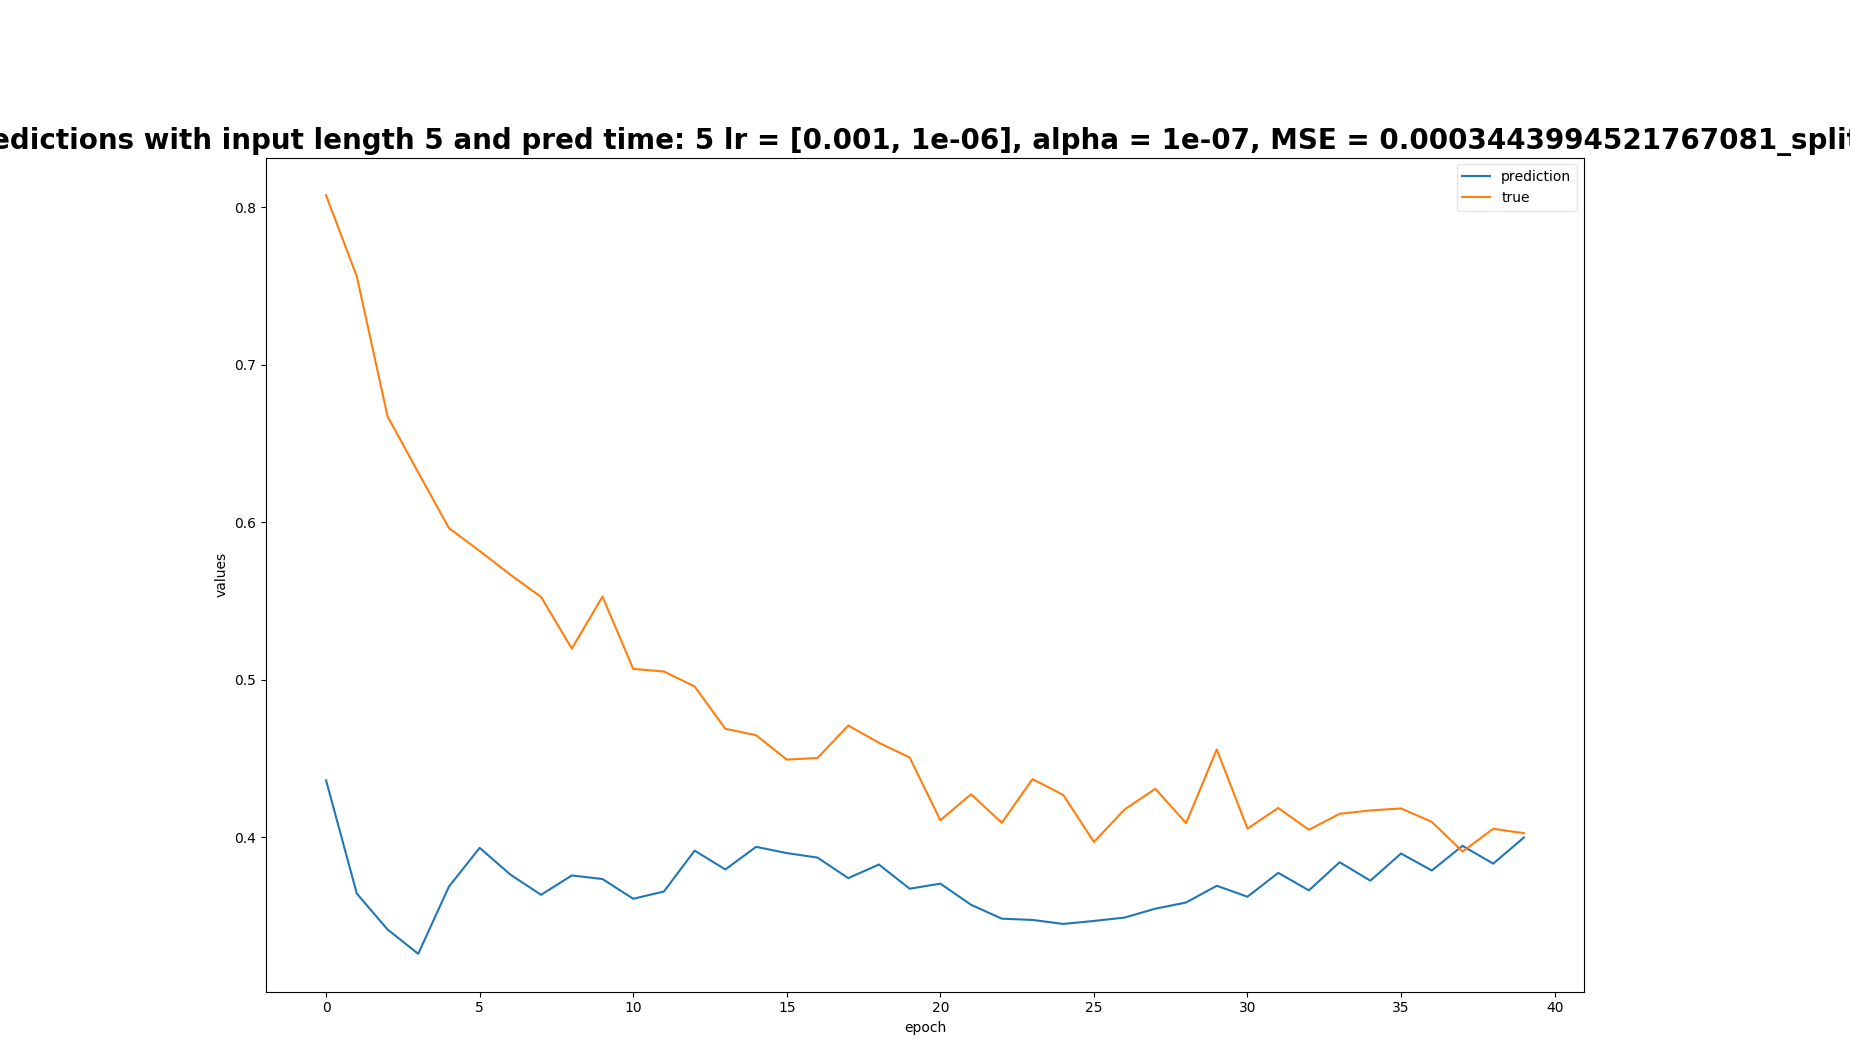 edictions with input length 5 and pred time: 5 lr = [0.001, 1e-06], alpha = 1e-07, MSE = 0.0003443994521767081_split
prediction
true
0.8
0.7
0.6
0.5
0.4
values
0 5 10 15 20 25 30 35 40
epoch